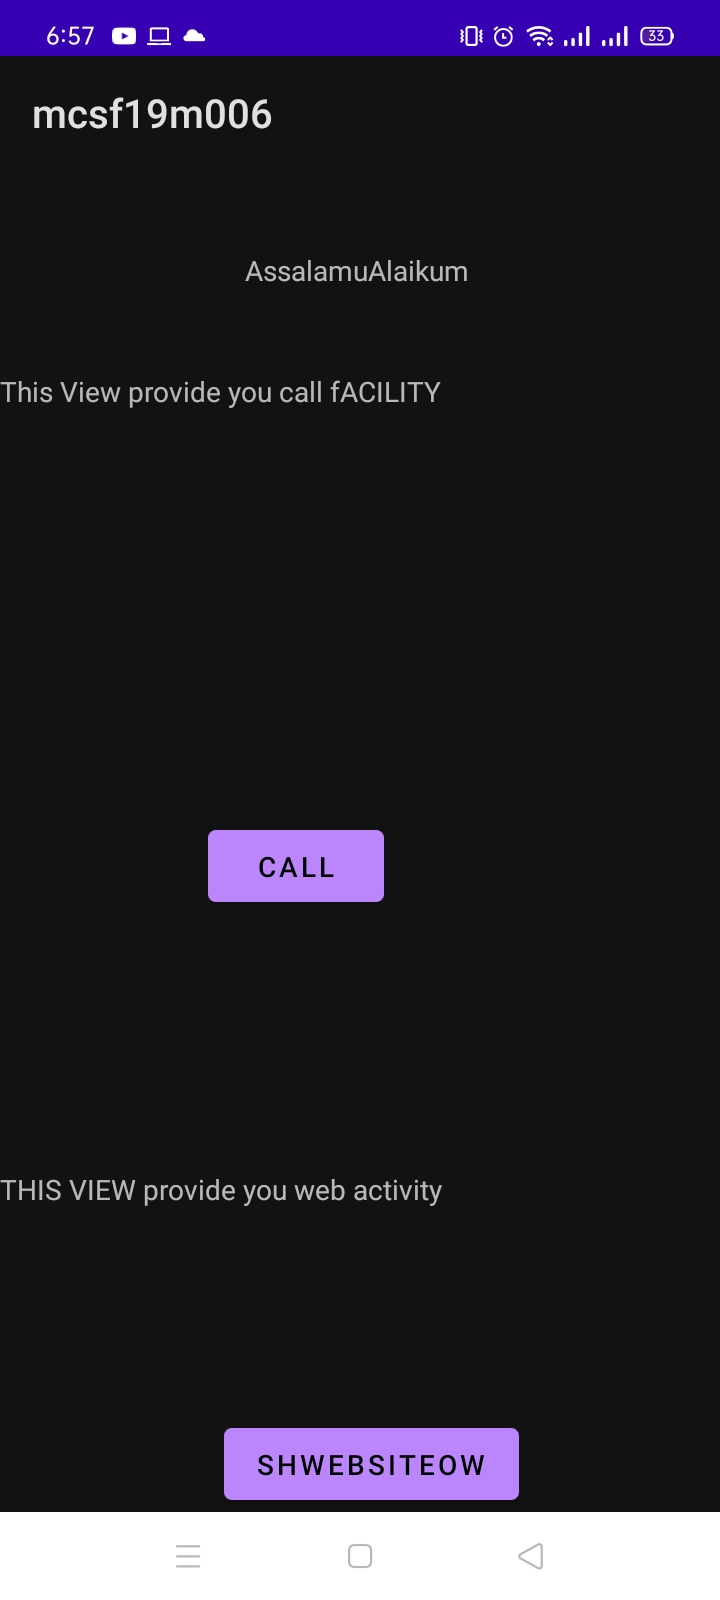 6:57
33
mcsf19m006
AssalamuAlaikum
This View provide you call fACILITY
CALL
THIS VIEW provide you web activity
SHWEBSITEOW